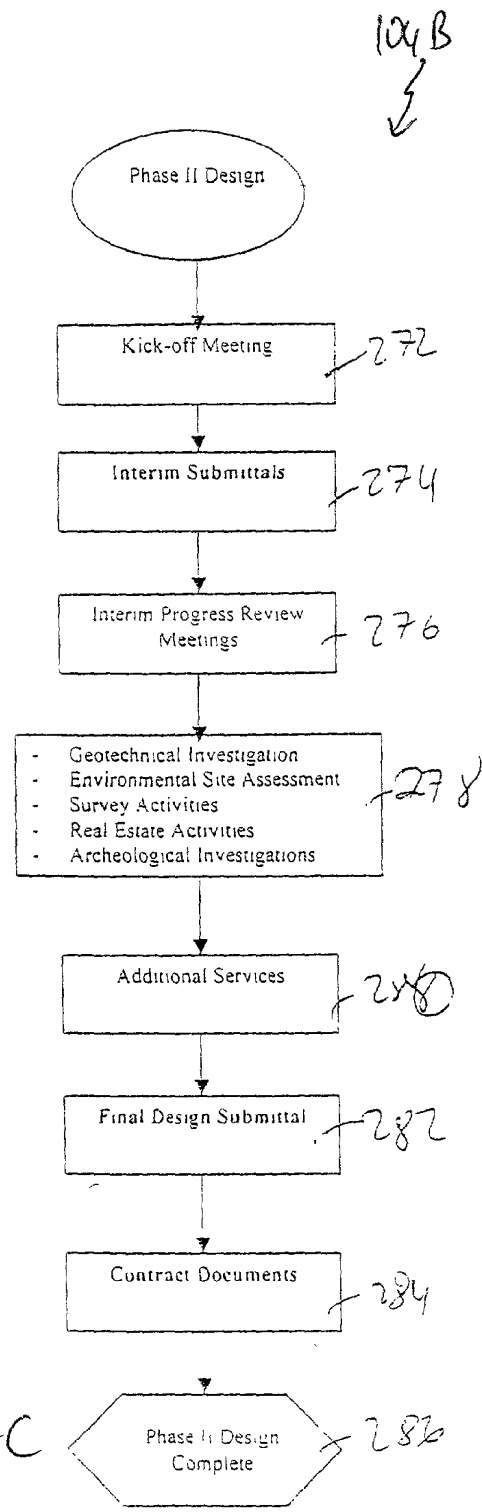 104B
Phase II Design
Kick-off Meeting
272
Interim Submittals
274
Interim Progress Review
Meetings
276
- Geotechnical Investigation
- Environmental Site Assessment
- Survey Activities
- Real Estate Activities
- Archeological Investigations
278
Additional Services
Final Design Submittal
282
Contract Documents
284
C
Phase II Design
Complete
286